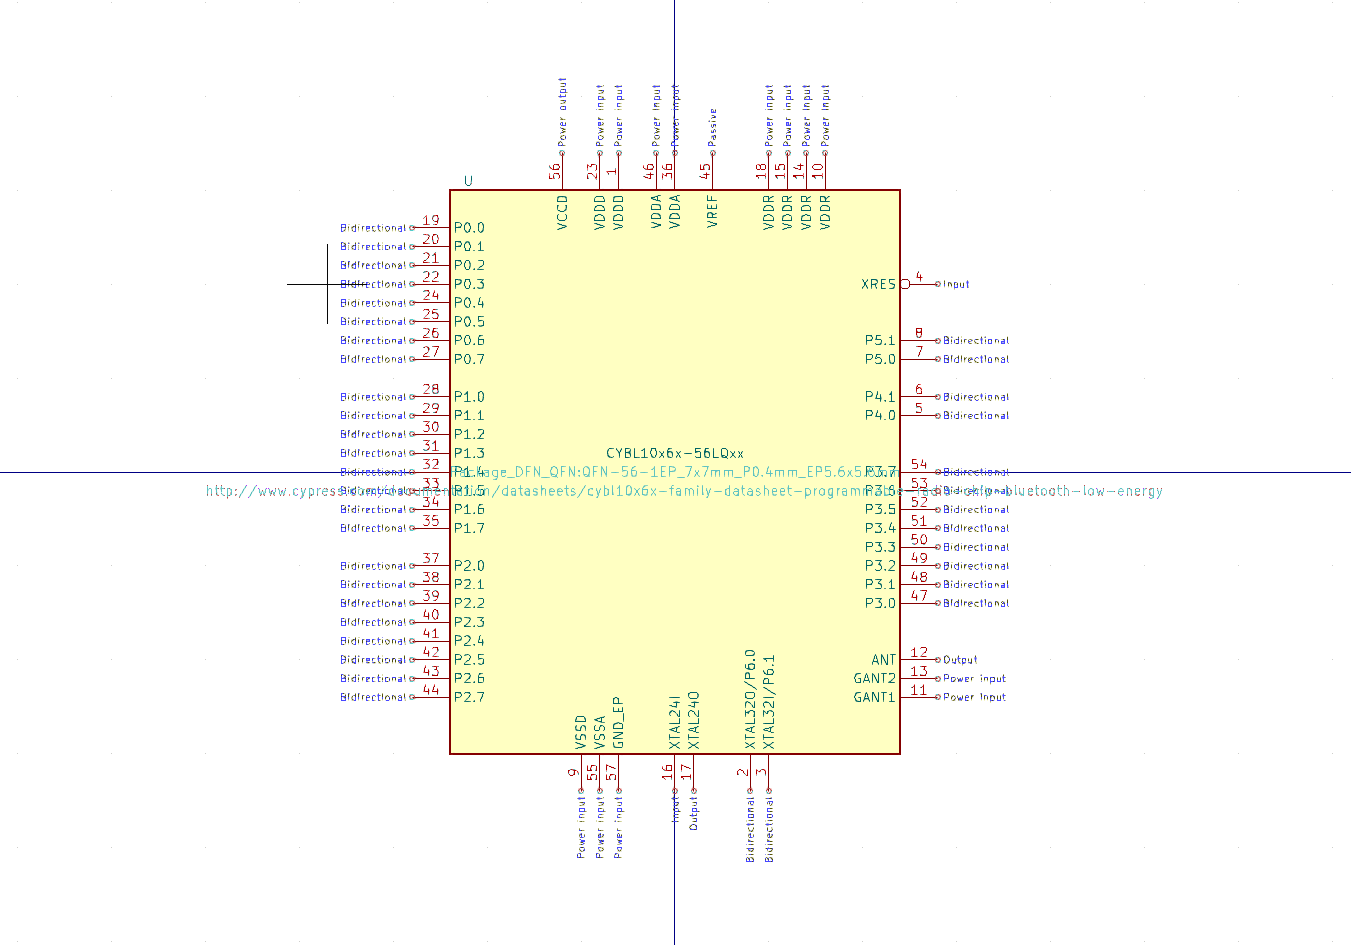 Power output
Power input
Power input
Power input
Power input
Passive
Power input
Power input
Power input
Power input
56
23
1
46
36
45
18
15
14
10
U
VCCD
VDDD
VDDD
VDDA
VDDA
VREF
VDDR
VDDR
VDDR
VDDR
Bidirectional 19 P0.0
Bidirectional 20 P0.1
Bidirectional 21 P0.2
Bidirectional 22 P0.3
XRES 4 Input
Bidirectional 24 P0.4
Bidirectional 25 P0.5
Bidirectional 26 P0.6
P5.1 8 Bidirectional
Bidirectional 27 P0.7
P5.0 7 Bidirectional
Bidirectional 28 P1.0
P4.1 6 Bidirectional
Bidirectional 29 P1.1
P4.0 5 Bidirectional
Bidirectional 30 P1.2
Bidirectional 31 P1.3
CYBL10x6x-56LQxx
Bidirectional 32 P1.4
Package_DFN_QFN:QFN-56-1EP_7x7mm_P0.4mm_EP5.6x5.6mm
P3.7 54 Bidirectional
Bidirectional 33 P1.5
http://www.cypress.com/documentation/datasheets/cybl10x6x-family-datasheet-programmable-radio-chip-bluetooth-low-energy
P3.6 53 Bidirectional
Bidirectional 34 P1.6
P3.5 52 Bidirectional
Bidirectional 35 P1.7
P3.4 51 Bidirectional
P3.3 50 Bidirectional
Bidirectional 37 P2.0
P3.2 49 Bidirectional
Bidirectional 38 P2.1
P3.1 48 Bidirectional
Bidirectional 39 P2.2
P3.0 47 Bidirectional
Bidirectional 40 P2.3
Bidirectional 41 P2.4
Bidirectional 42 P2.5
ANT 12 Output
Bidirectional 43 P2.6
GANT2 13 Power input
Bidirectional 44 P2.7
GANT1 11 Power input
VSSD
VSSA
GND_EP
XTAL24I
XTAL24O
XTAL32O/P6.0
XTAL32I/P6.1
9
55
57
16
17
2
3
Power input
Power input
Power input
Input
Output
Bidirectional
Bidirectional